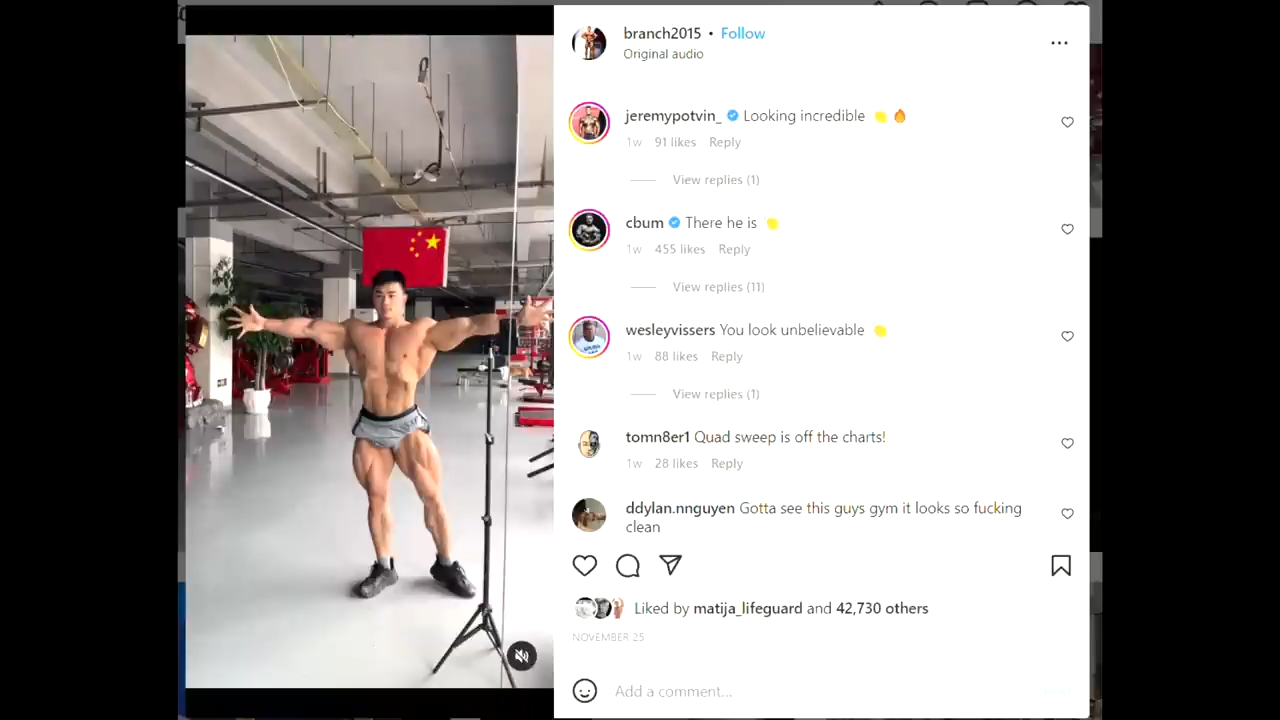 branch2015 • Follow
Original audio
jeremypotvin_ Looking incredible
1w 91 likes Reply
View replies (1)
cbum There he is
1w 455 likes Reply
View replies (11)
wesleyvissers You look unbelievable
1w 88 likes Reply
View replies (1)
tomn8er1 Quad sweep is off the charts!
1w 28 likes Reply
ddylan.nnguyen Gotta see this guys gym it looks so fucking
clean
Liked by matija_lifeguard and 42,730 others
NOVEMBER 25
Add a comment...